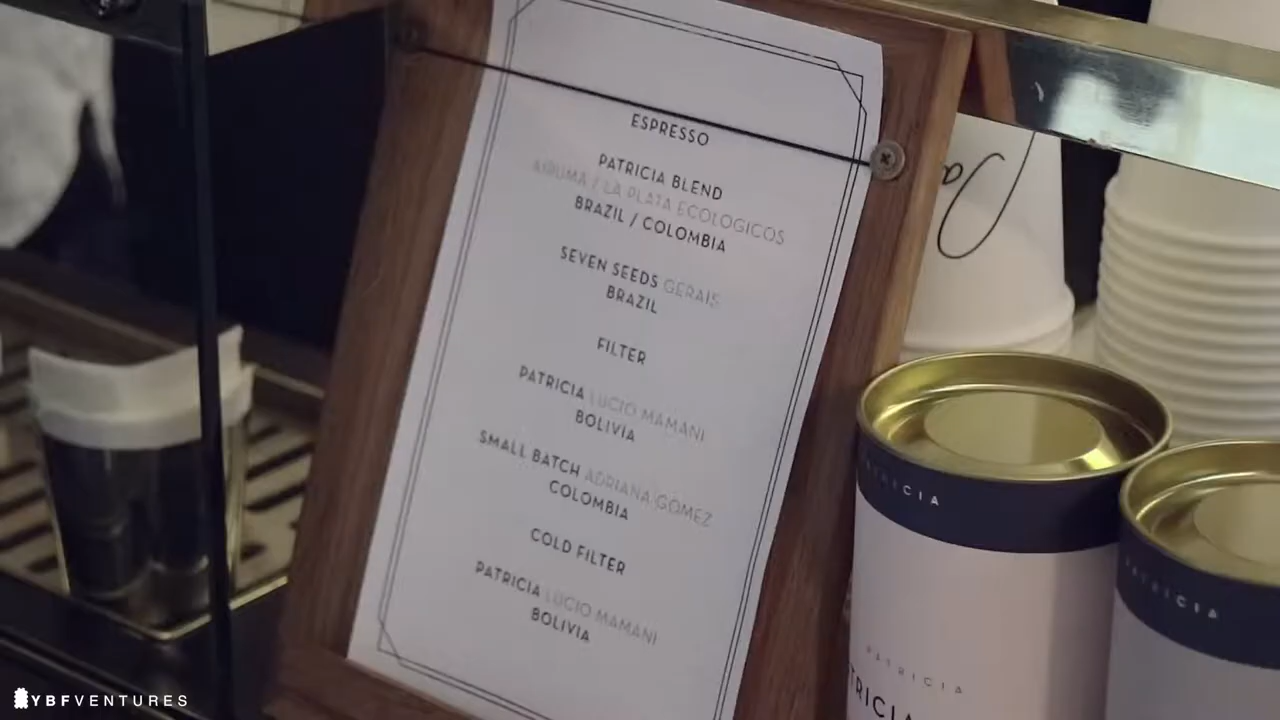 ESPRESSO
PATRICIA BLEND
AIRUMA / LA PLATA ECOLOGICOS
BRAZIL / COLOMBIA
SEVEN SEEDS GERAIS
BRAZIL
FILTER
PATRICIA LUCIO MAMANI
BOLIVIA
SMALL BATCH ADRIANA GOMEZ
COLOMBIA
COLD FILTER
PATRICIA LUCIO MAMANI
BOLIVIA
PATRICIA
PATRICIA
PATRICIA
YBFVENTURES